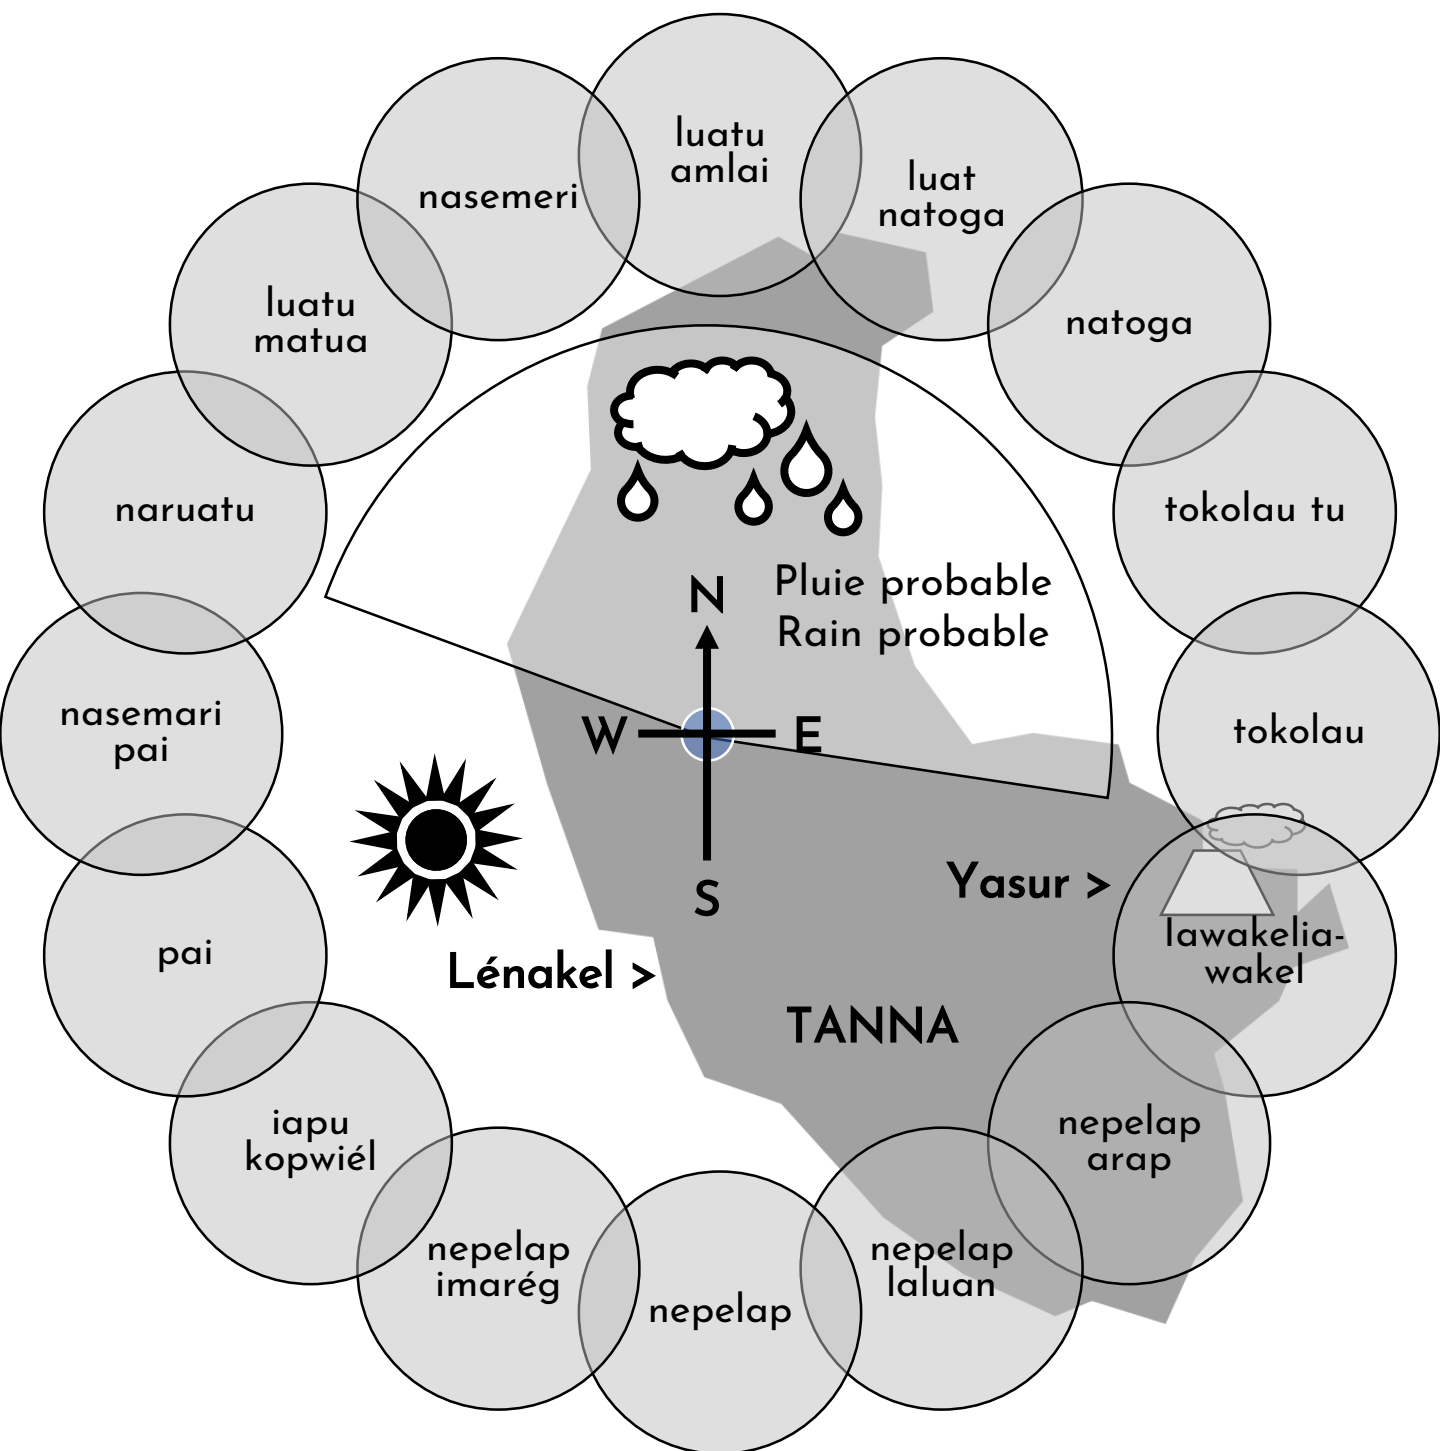 luatu
amlai
nasemeri
luat
natoga
luatu
matua
natoga
naruatu
tokolau tu
Pluie probable
Rain probable
N
nasemari
pai
W
E
tokolau
Yasur >
S
pai
Lénakel >
lawakelia-
wakel
TANNA
iapu
kopwiél
nepelap
arap
nepelap
imarég
nepelap
nepelap
laluan